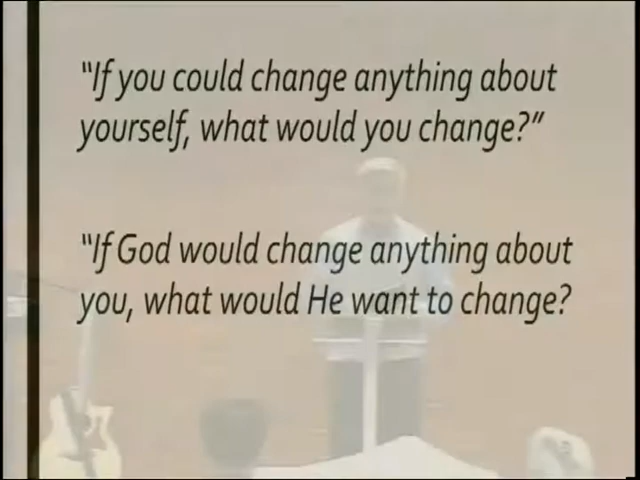 "If you could change anything about
yourself, what would you change?"
"If God would change anything about
you, what would He want to change?